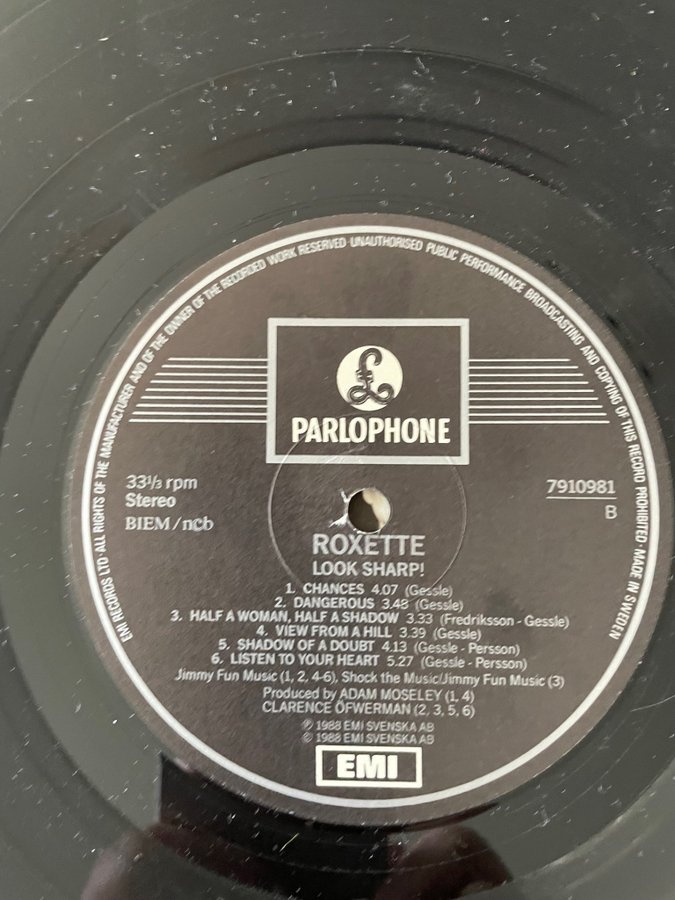 EMI RECORDS LTD · ALL RIGHTS OF THE MANUFACTURER AND OF THE OWNER OF THE RECORDED WORK RESERVED · UNAUTHORISED PUBLIC PERFORMANCE BROADCASTING AND COPYING OF THIS RECORD PROHIBITED · MADE IN SWEDEN
£
PARLOPHONE
33⅓ rpm
Stereo
BIEM/ncb
7910981
B
ROXETTE
LOOK SHARP!
1. CHANCES 4.07 (Gessle)
2. DANGEROUS 3.48 (Gessle)
3. HALF A WOMAN, HALF A SHADOW 3.33 (Fredriksson - Gessle)
4. VIEW FROM A HILL 3.39 (Gessle)
5. SHADOW OF A DOUBT 4.13 (Gessle - Persson)
6. LISTEN TO YOUR HEART 5.27 (Gessle - Persson)
Jimmy Fun Music (1, 2, 4-6), Shock the Music/Jimmy Fun Music (3)
Produced by ADAM MOSELEY (1, 4)
CLARENCE ÖFWERMAN (2, 3, 5, 6)
℗ 1988 EMI SVENSKA AB
© 1988 EMI SVENSKA AB
EMI